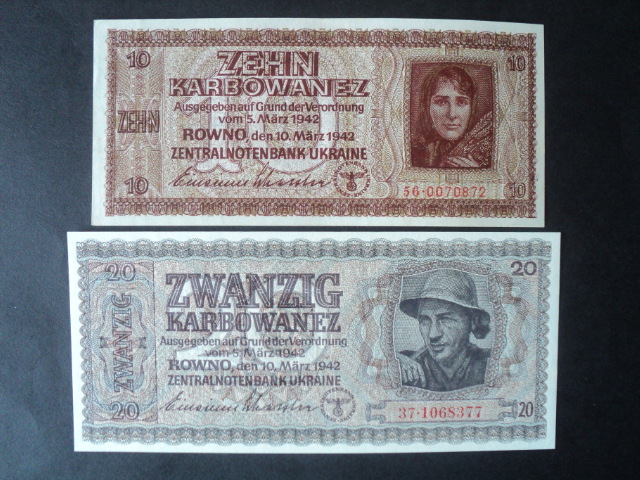 10
10
ZEHN
KARBOWANEZ
Ausgegeben auf Grund der Verordnung
vom 5. März 1942
ZEHN
ROWNO, den 10. März 1942
ZENTRALNOTENBANK UKRAINE
10
56·0070872
10
20
20
ZWANZIG
KARBOWANEZ
Ausgegeben auf Grund der Verordnung
vom 5. März 1942
ZWANZIG
ROWNO, den 10. März 1942
ZENTRALNOTENBANK UKRAINE
20
37·1068377
20